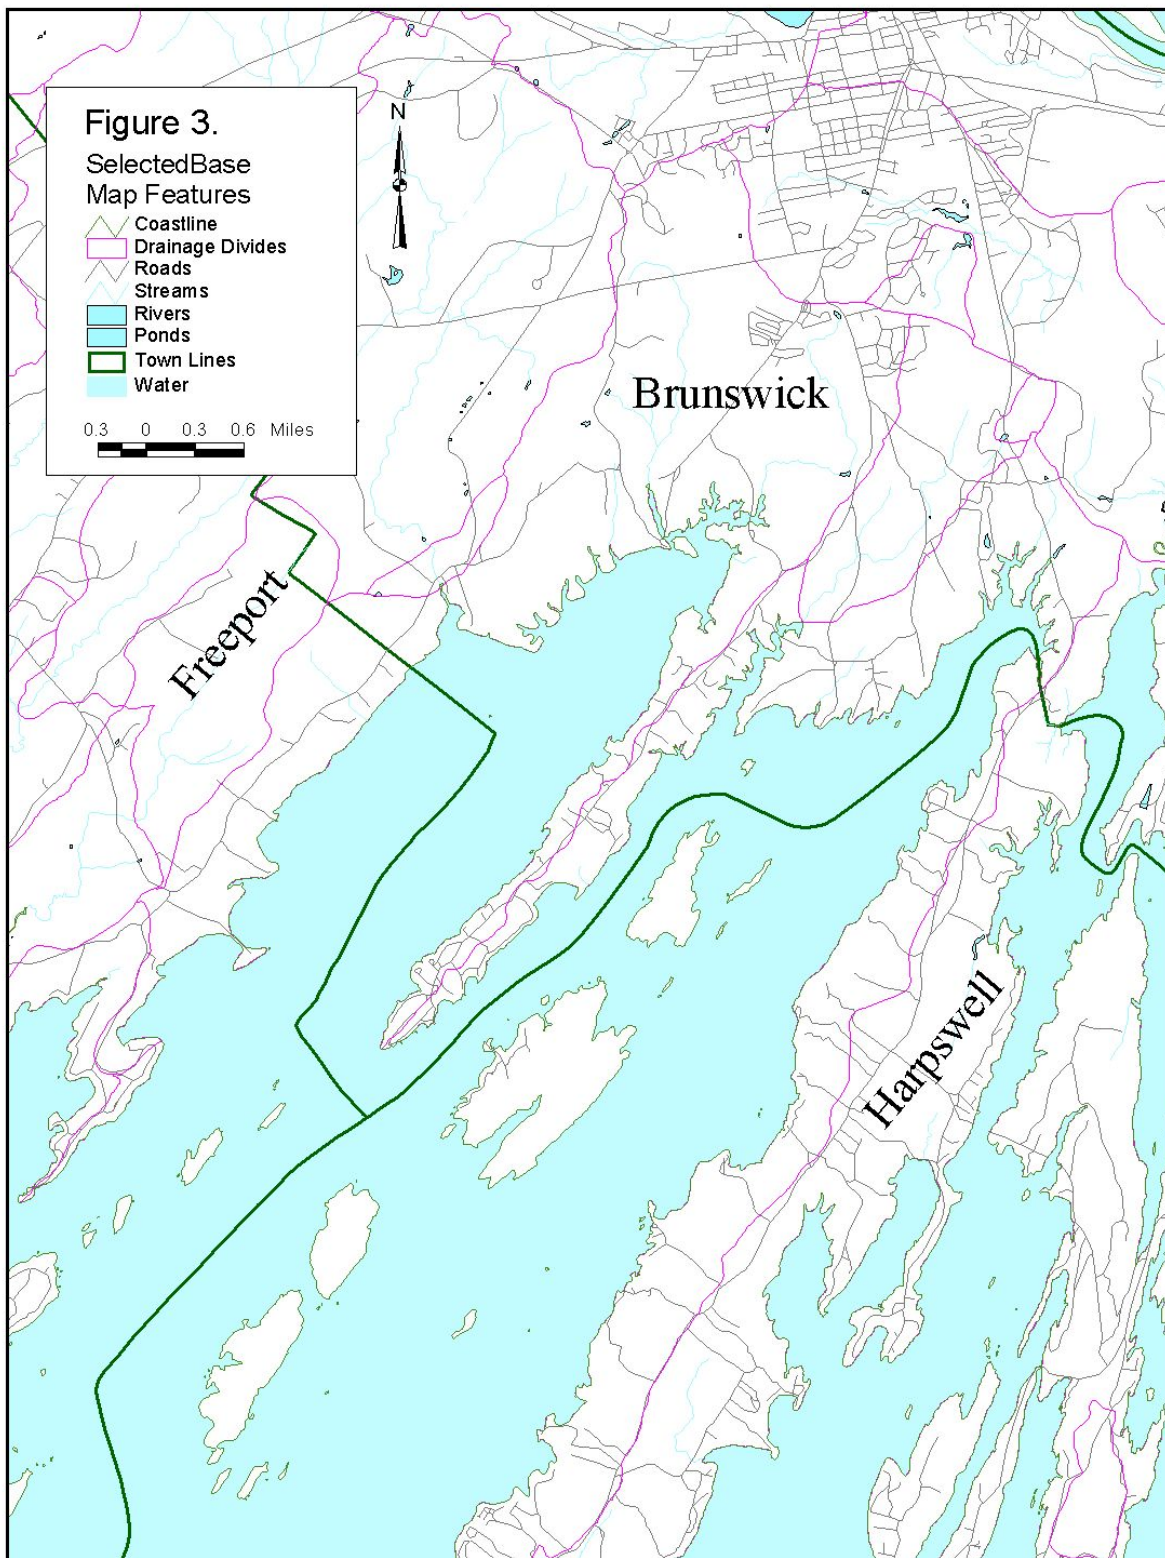 Figure 3.
SelectedBase
Map Features
Coastline
Drainage Divides
Roads
Streams
Rivers
Ponds
Town Lines
Water
0.3 0 0.3 0.6 Miles
N
Brunswick
Freeport
Harpswell